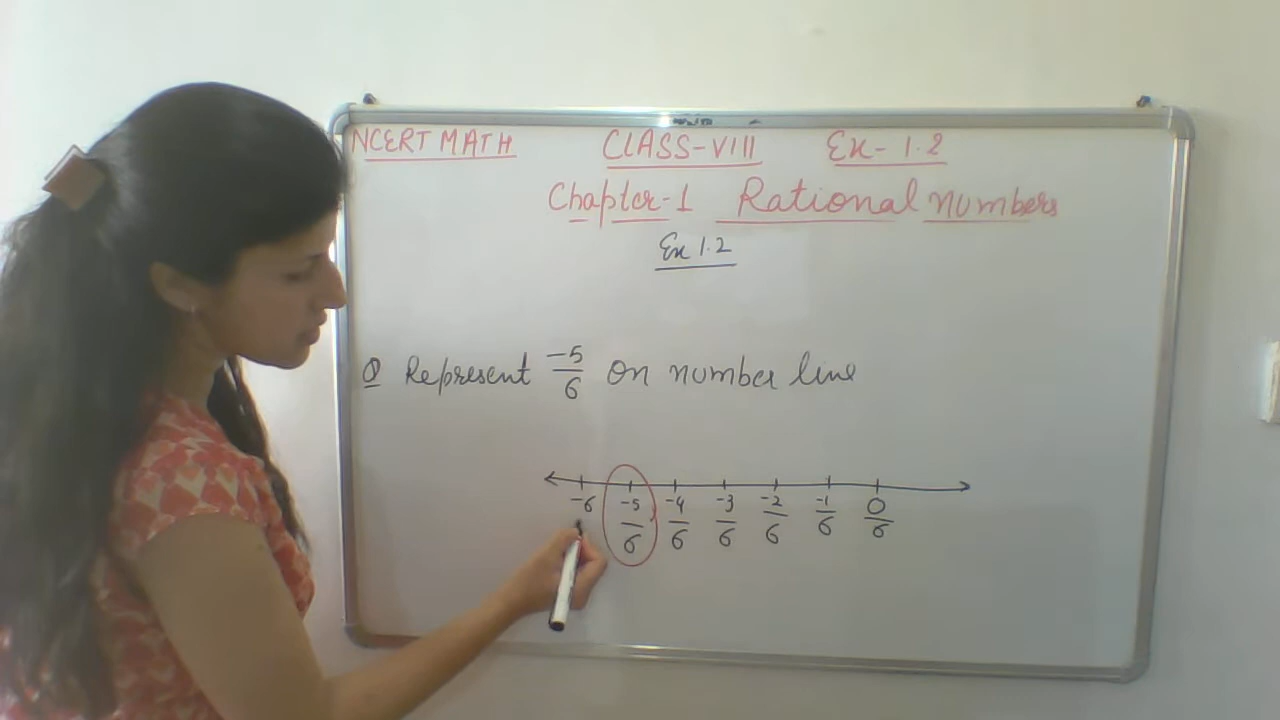 NCERT MATH CLASS-VIII Ex-1.2
Chapter-1 Rational numbers
Ex 1.2
Q Represent -5/6 on number line
-6 -5/6 -4/6 -3/6 -2/6 -1/6 0/6